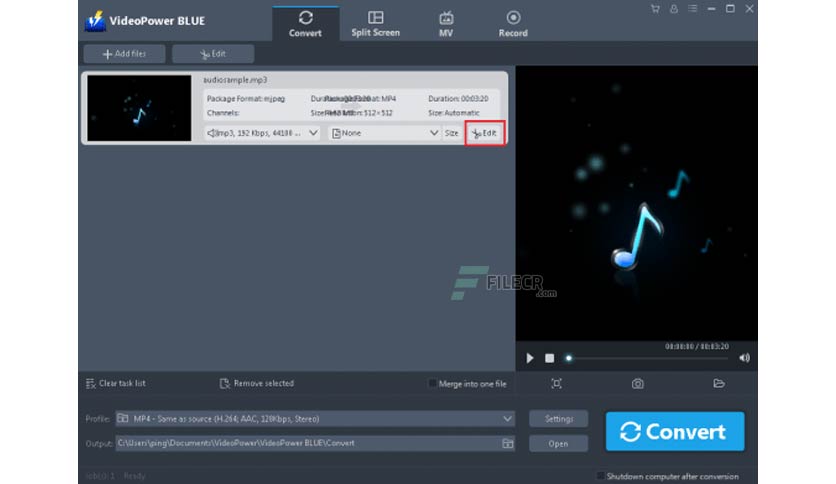 VideoPower BLUE
Convert
Split Screen
MV
Record
Add files
Edit
audiosample.mp3
Package Format: mjpeg
Duration: 00:03:20
Channels:
Size: Automatic
mp3, 192 Kbps, 44100 ...
None
Size
Edit
FILECR
.com
00:00:00 / 00:03:20
Clear task list
Remove selected
Merge into one file
Profile:
MP4 - Same as source (H.264; AAC, 128Kbps, Stereo)
Settings
Output:
C:\Users\ping\Documents\VideoPower\VideoPower BLUE\Convert
Open
Convert
Job(s): 1
Ready
Shutdown computer after conversion